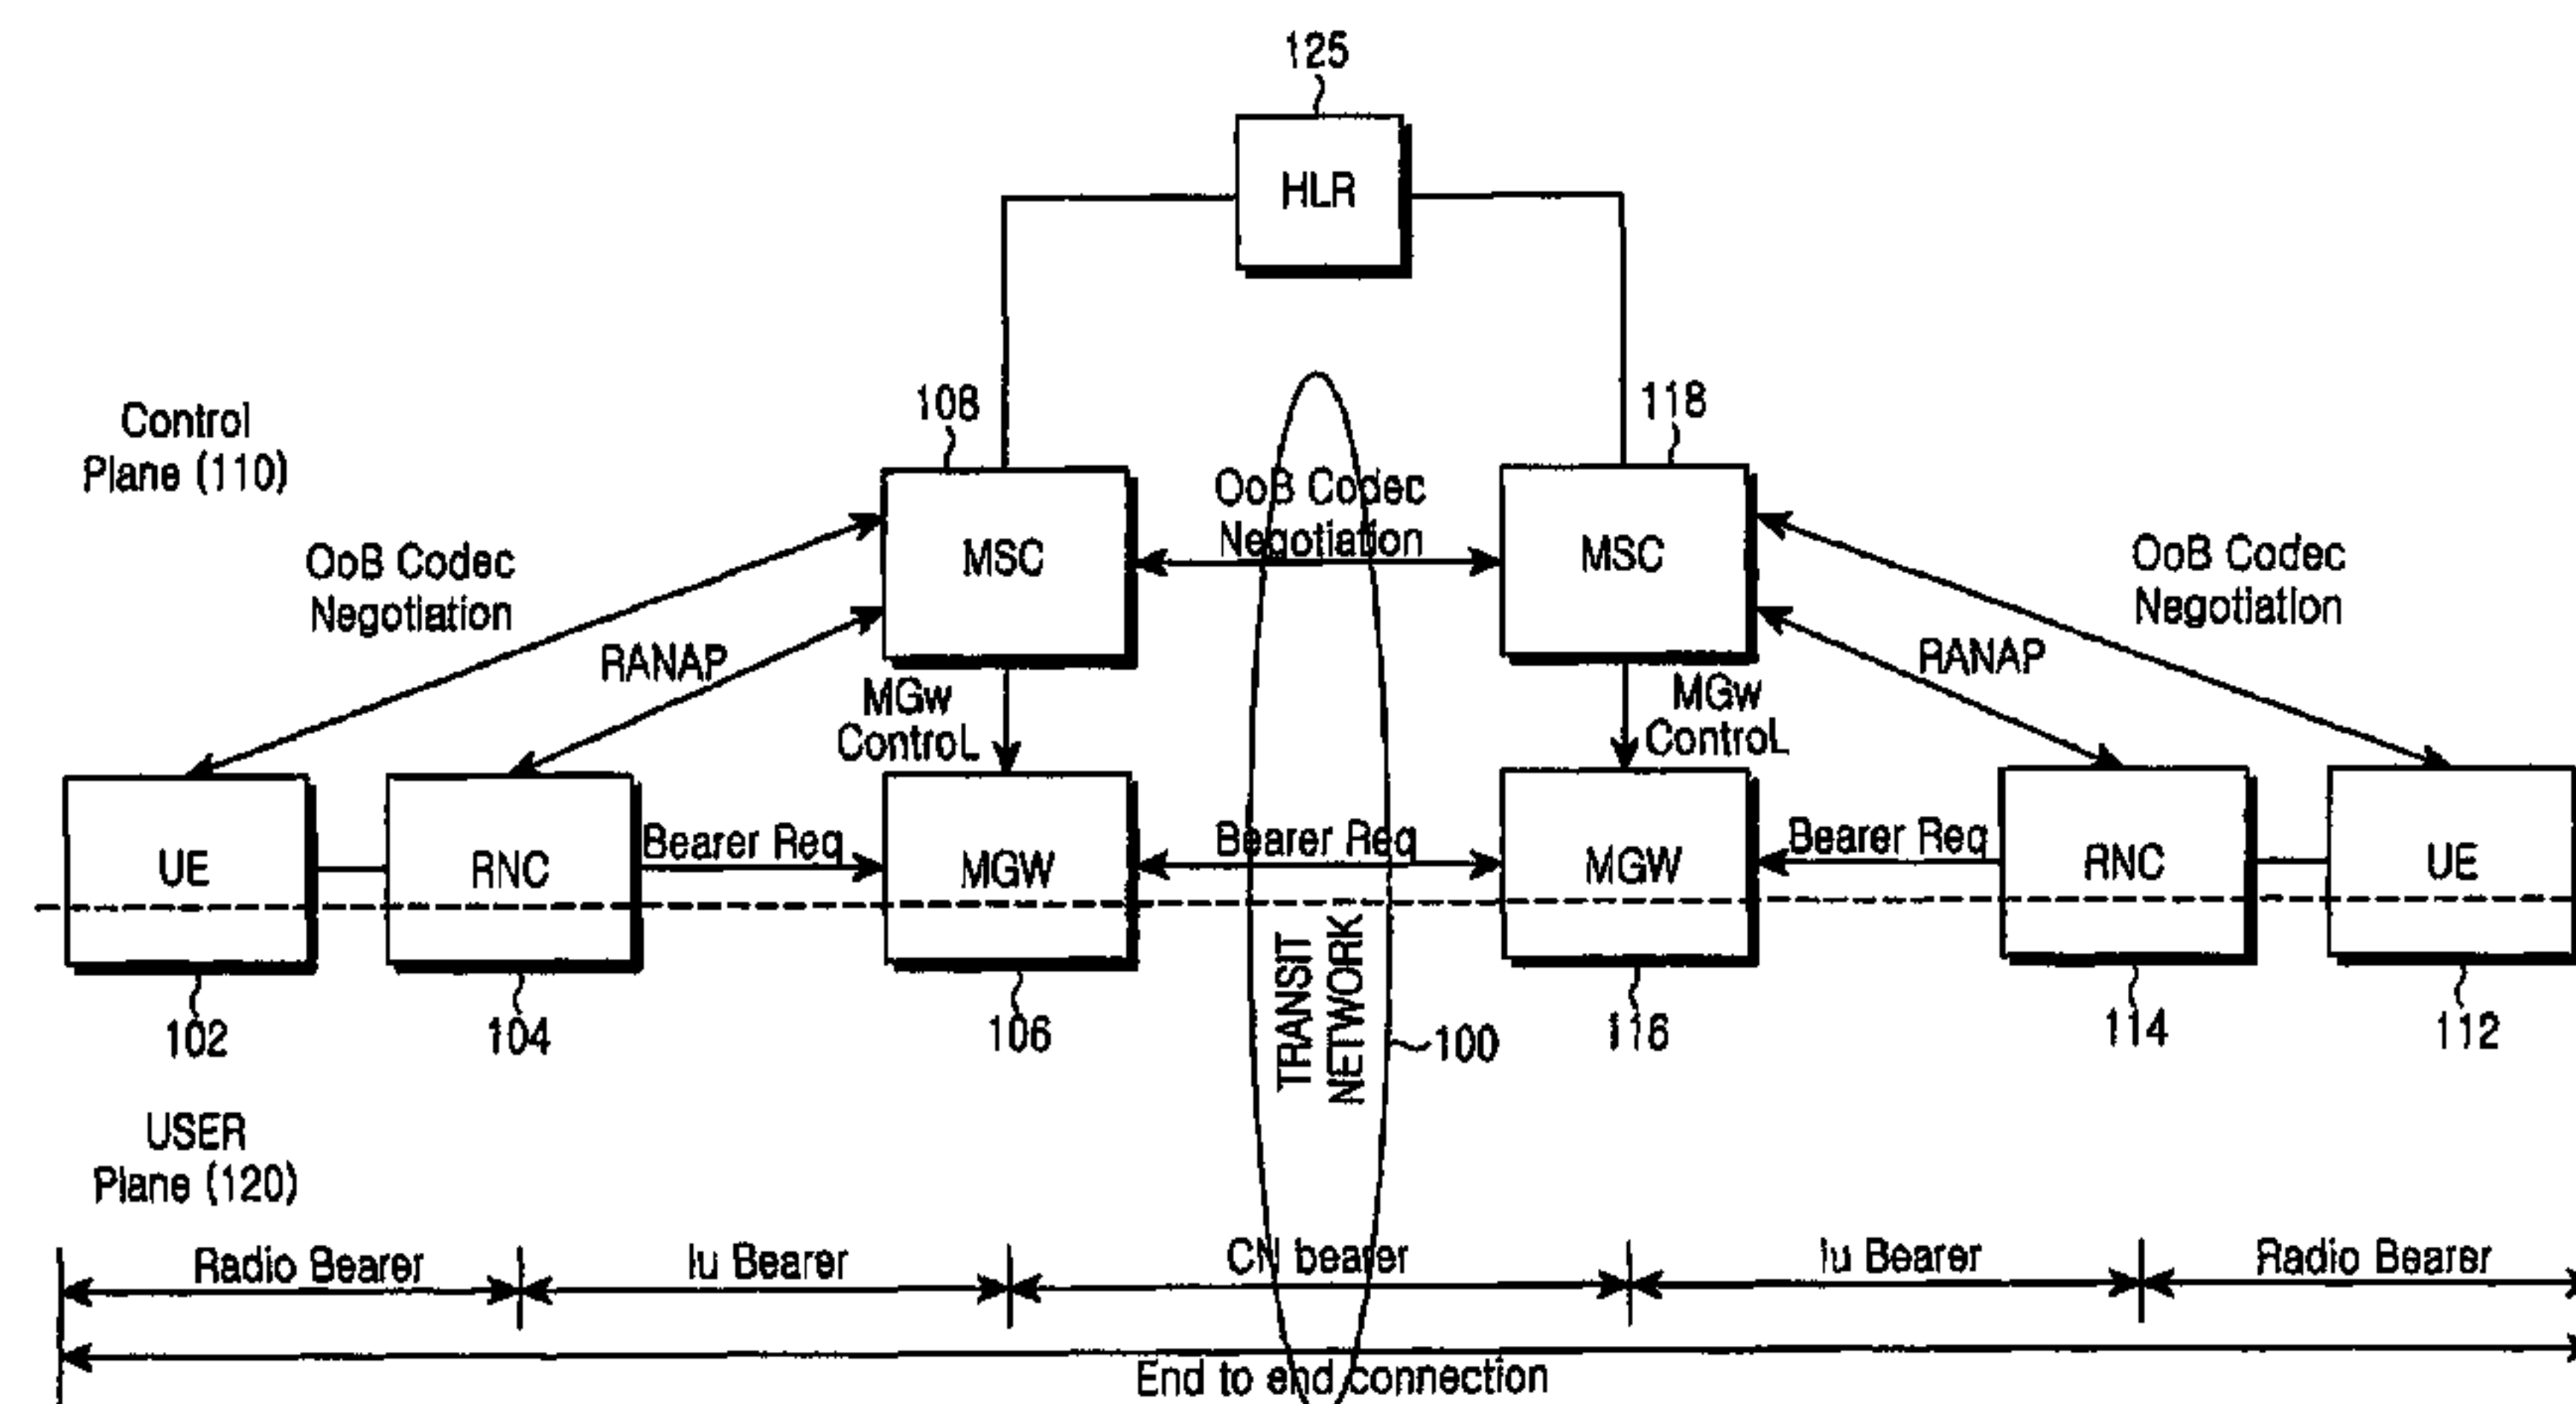 125
HLR
108
118
Control
Plane (110)
OoB Codec
Negotiation
MSC
OoB Codec
Negotiation
MSC
OoB Codec
Negotiation
RANAP
RANAP
MGw
ControL
MGw
ControL
UE
RNC
Bearer Req
MGW
Bearer Req
MGW
Bearer Req
RNC
UE
TRANSIT
NETWORK
102
104
106
100
116
114
112
USER
Plane (120)
Radio Bearer
Iu Bearer
CN bearer
Iu Bearer
Radio Bearer
End to end connection